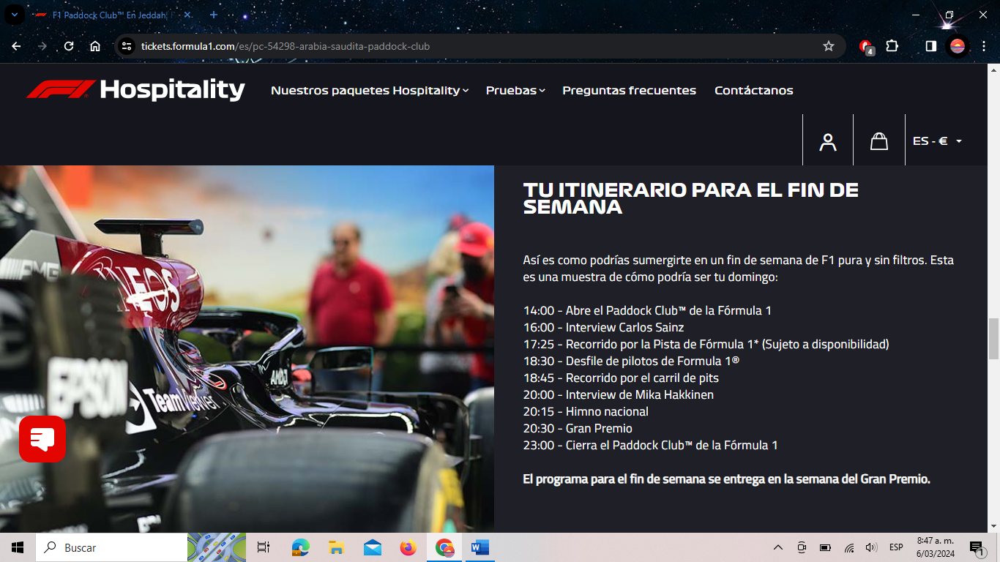 F1 Paddock Club™ En Jeddah |
tickets.formula1.com/es/pc-54298-arabia-saudita-paddock-club
4
Hospitality
Nuestros paquetes Hospitality
Pruebas
Preguntas frecuentes
Contáctanos
ES - €
TU ITINERARIO PARA EL FIN DE
SEMANA
Así es como podrías sumergirte en un fin de semana de F1 pura y sin filtros. Esta
es una muestra de cómo podría ser tu domingo:
14:00 - Abre el Paddock Club™ de la Fórmula 1
16:00 - Interview Carlos Sainz
17:25 - Recorrido por la Pista de Fórmula 1* (Sujeto a disponibilidad)
18:30 - Desfile de pilotos de Formula 1®
18:45 - Recorrido por el carril de pits
20:00 - Interview de Mika Hakkinen
20:15 - Himno nacional
20:30 - Gran Premio
23:00 - Cierra el Paddock Club™ de la Fórmula 1
El programa para el fin de semana se entrega en la semana del Gran Premio.
AMG
INEOS
AMG
EPSON
TeamViewer
Buscar
ESP
8:47 a. m.
6/03/2024
1